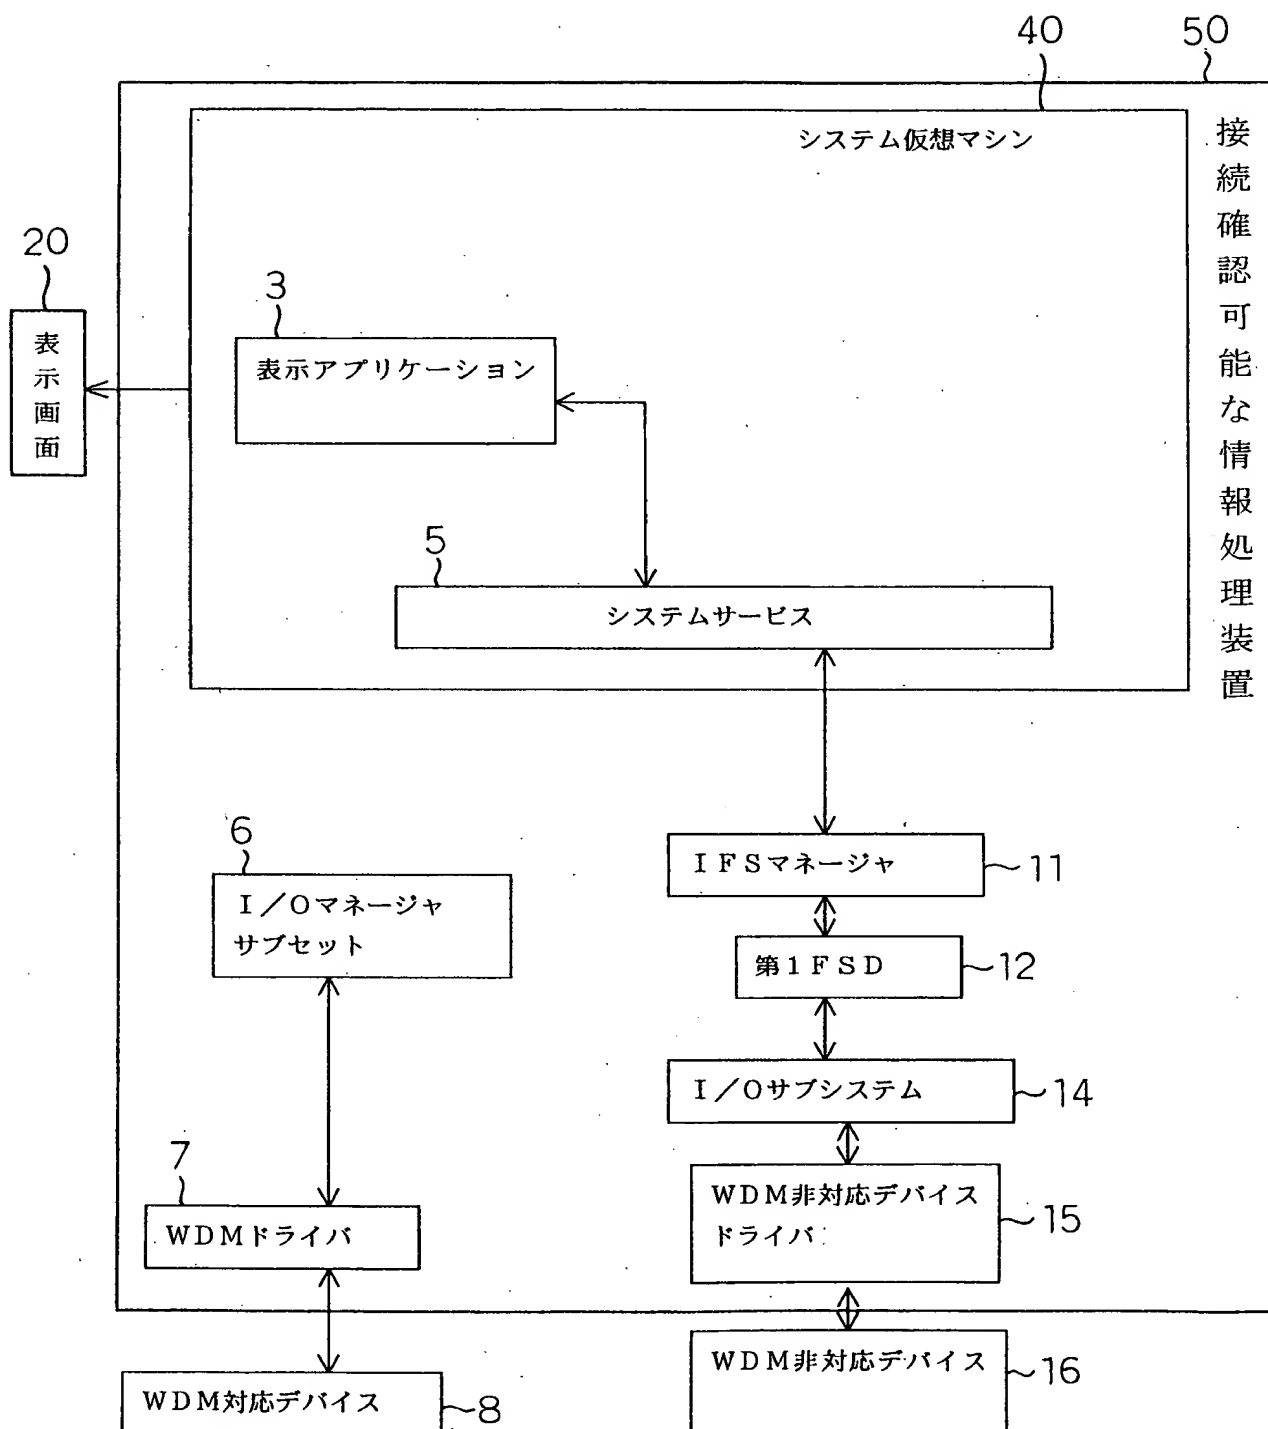 40
50
システム仮想マシン
接続確認可能な情報処理装置
20
表示画面
3
表示アプリケーション
5
システムサービス
6
I/Oマネージャ
サブセット
IFSマネージャ
11
第1FSD
12
I/Oサブシステム
14
7
WDMドライバ
WDM非対応デバイス
ドライバ
15
WDM非対応デバイス
16
WDM対応デバイス
8